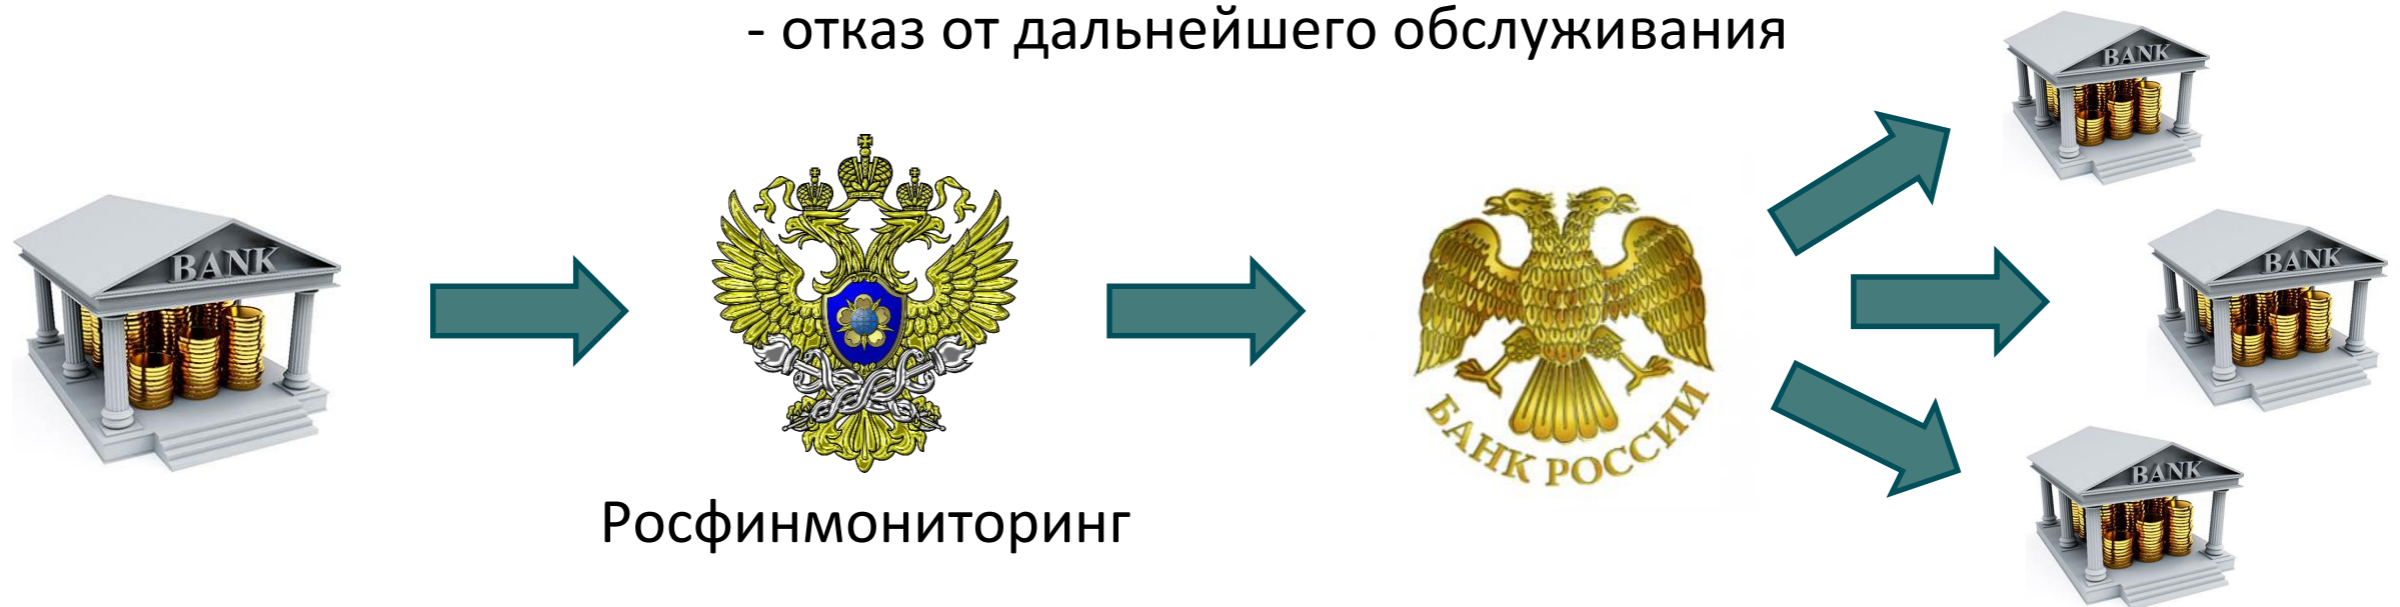 - отказ от дальнейшего обслуживания
BANK
BANK
BANK
BANK
БАНК РОССИИ
Росфинмониторинг